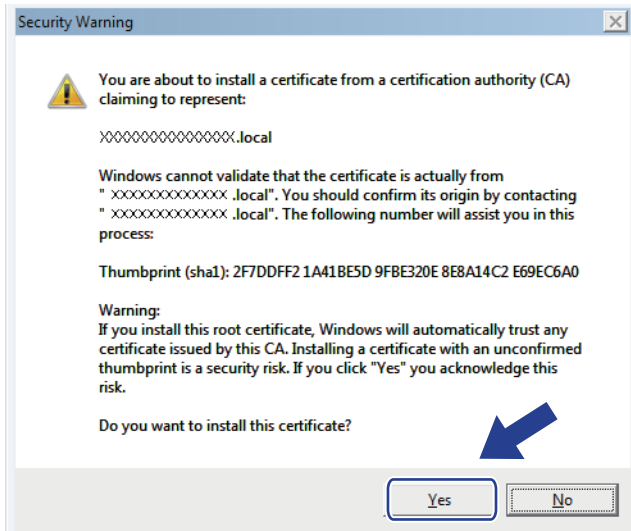 Security Warning
You are about to install a certificate from a certification authority (CA)
claiming to represent:
XXXXXXXXXXXXXXX.local
Windows cannot validate that the certificate is actually from
" XXXXXXXXXXXXX .local". You should confirm its origin by contacting
" XXXXXXXXXXXXX .local". The following number will assist you in this
process:
Thumbprint (sha1): 2F7DDFF2 1A41BE5D 9FBE320E 8E8A14C2 E69EC6A0
Warning:
If you install this root certificate, Windows will automatically trust any
certificate issued by this CA. Installing a certificate with an unconfirmed
thumbprint is a security risk. If you click "Yes" you acknowledge this
risk.
Do you want to install this certificate?
Yes No